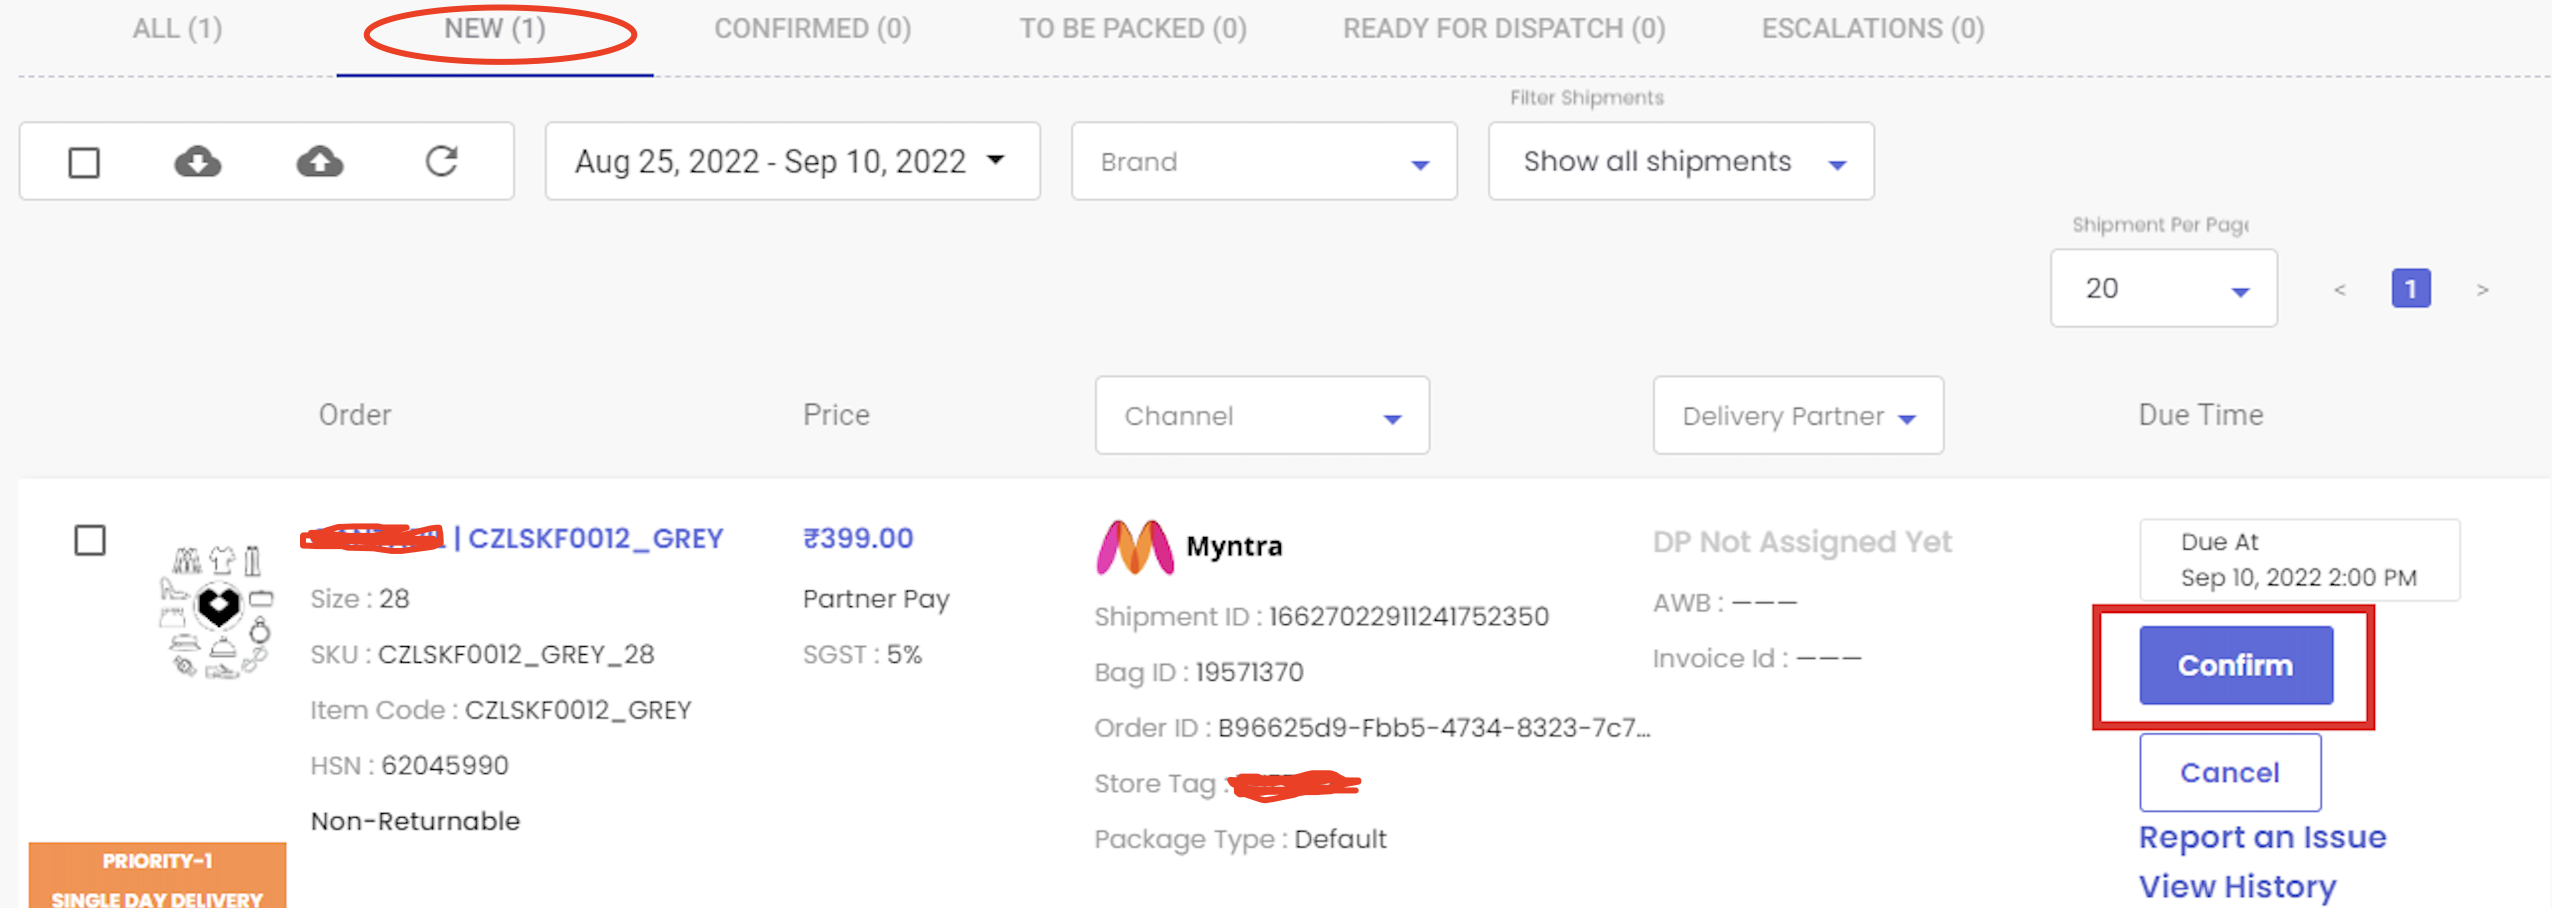 ALL (1) NEW (1) CONFIRMED (0) TO BE PACKED (0) READY FOR DISPATCH (0) ESCALATIONS (0)
Filter Shipments
Aug 25, 2022 - Sep 10, 2022 Brand Show all shipments
Shipment Per Page
20 < 1 >
Order Price Channel Delivery Partner Due Time
| CZLSKF0012_GREY
Size : 28
SKU : CZLSKF0012_GREY_28
Item Code : CZLSKF0012_GREY
HSN : 62045990
Non-Returnable
PRIORITY-1
SINGLE DAY DELIVERY
₹399.00
Partner Pay
SGST : 5%
Myntra
Shipment ID : 16627022911241752350
Bag ID : 19571370
Order ID : B96625d9-Fbb5-4734-8323-7c7...
Store Tag :
Package Type : Default
DP Not Assigned Yet
AWB : ———
Invoice Id : ———
Due At
Sep 10, 2022 2:00 PM
Confirm
Cancel
Report an Issue
View History